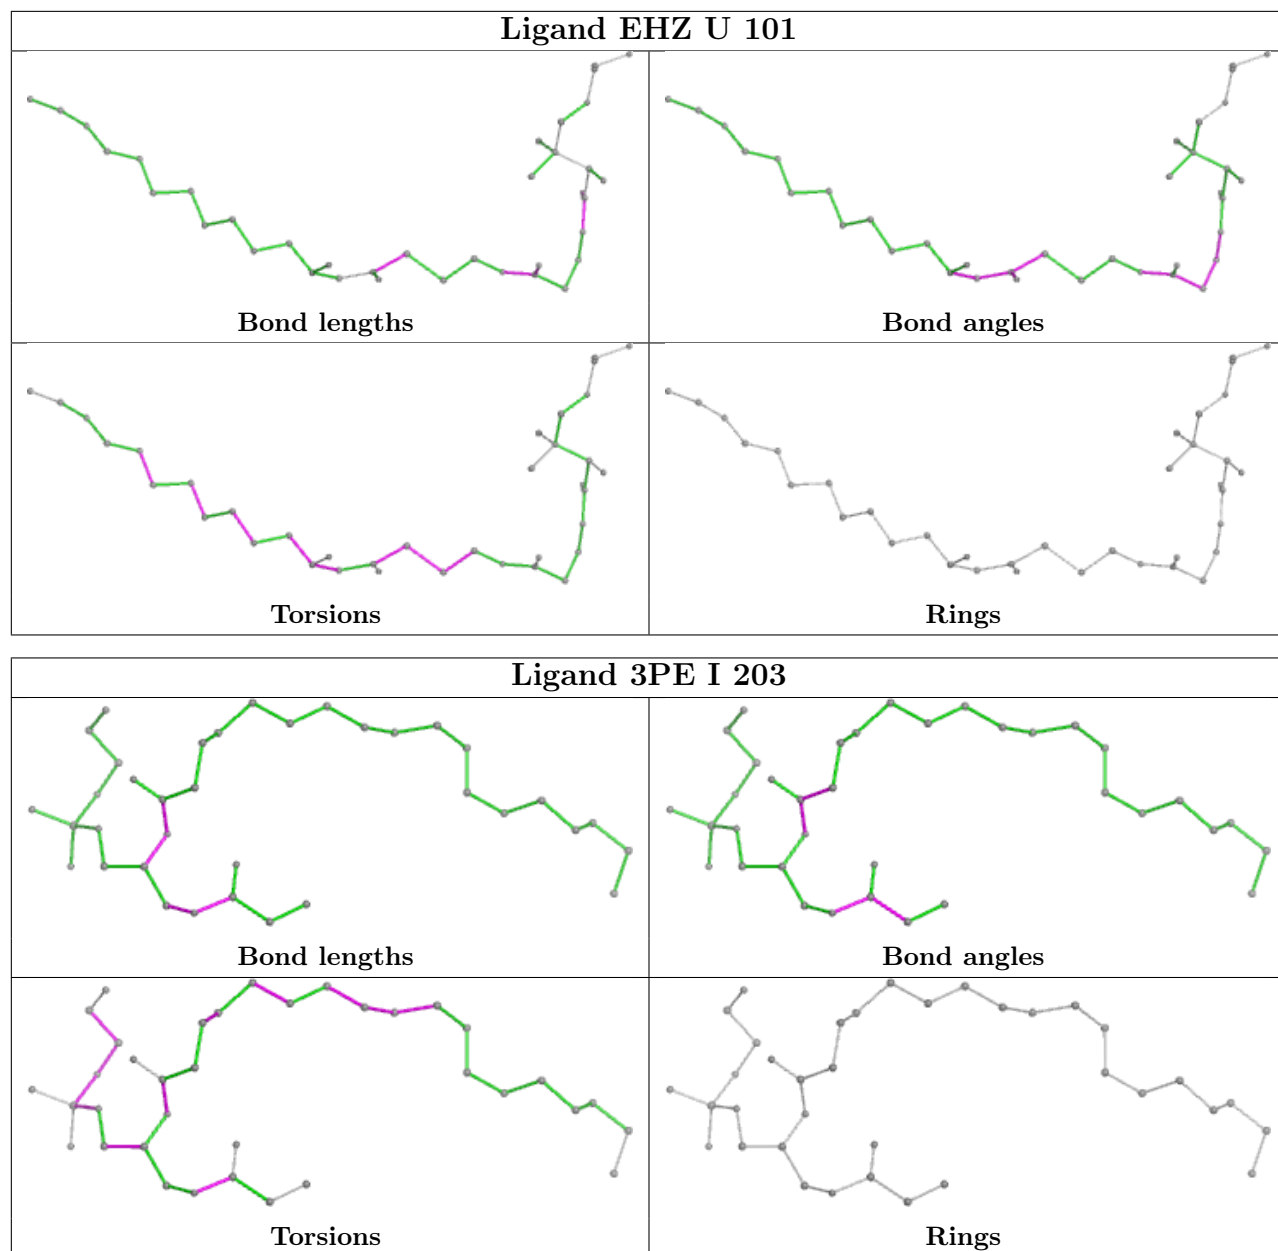 Ligand EHZ U 101
Bond lengths
Bond angles
Torsions
Rings
Ligand 3PE I 203
Bond lengths
Bond angles
Torsions
Rings